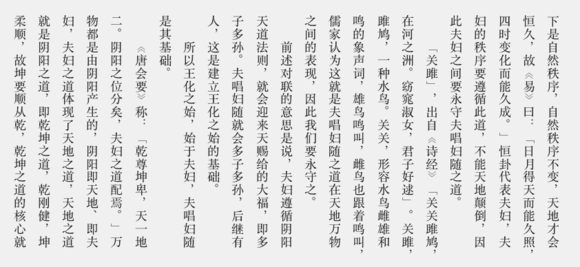 下是自然秩序，自然秩序不变，天地才会
恒久，故《易》曰：「日月得天而能久照，
四时变化而能久成。」恒卦代表夫妇，夫
妇的秩序要遵循此道，不能天地颠倒，因
此夫妇之间要永守夫唱妇随之道。
「关雎」，出自《诗经》「关关雎鸠，
在河之洲。窈窕淑女，君子好逑」。关雎，
雎鸠，一种水鸟。关关，形容水鸟雌雄和
鸣的象声词，雄鸟鸣叫，雌鸟也跟着鸣叫，
儒家认为这就是夫唱妇随之道在天地万物
之间的表现，因此我们要永守之。
前述对联的意思是说，夫妇遵循阴阳
天道法则，就会迎来天赐给的大福，即多
子多孙。夫唱妇随就会多子多孙，后继有
人，这是建立王化之始的基础。
所以王化之始，始于夫妇，夫唱妇随
是其基础。
《唐会要》称：「乾尊坤卑，天一地
二。阴阳之位分矣，夫妇之道配焉。」万
物都是由阴阳产生的，阴阳即天地、即夫
妇，夫妇之道体现了天地之道，天地之道
就是阴阳之道，即乾坤之道，乾刚健，坤
柔顺，故坤要顺从乾，乾坤之道的核心就